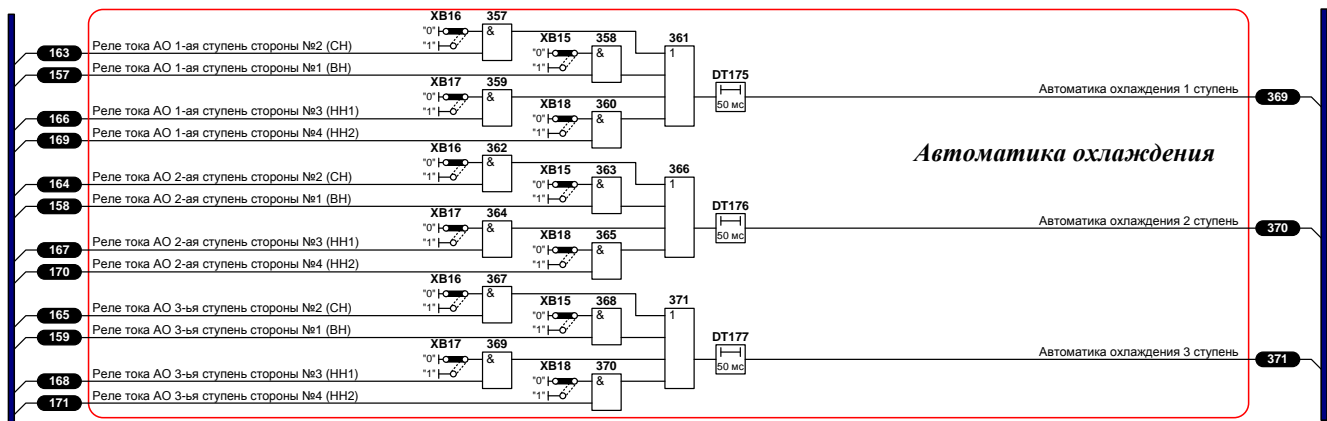 XB16 357
"0" &
"1"
163 Реле тока АО 1-ая ступень стороны №2 (СН)
XB15 358 361
"0" & 1
"1"
157 Реле тока АО 1-ая ступень стороны №1 (ВН)
XB17 359
"0" &
"1"
DT175
50 мс
Автоматика охлаждения 1 ступень 369
166 Реле тока АО 1-ая ступень стороны №3 (НН1)
XB18 360
"0" &
"1"
169 Реле тока АО 1-ая ступень стороны №4 (НН2)
Автоматика охлаждения
XB16 362
"0" &
"1"
164 Реле тока АО 2-ая ступень стороны №2 (СН)
XB15 363 366
"0" & 1
"1"
158 Реле тока АО 2-ая ступень стороны №1 (ВН)
XB17 364
"0" &
"1"
DT176
50 мс
Автоматика охлаждения 2 ступень 370
167 Реле тока АО 2-ая ступень стороны №3 (НН1)
XB18 365
"0" &
"1"
170 Реле тока АО 2-ая ступень стороны №4 (НН2)
XB16 367
"0" &
"1"
165 Реле тока АО 3-ья ступень стороны №2 (СН)
XB15 368 371
"0" & 1
"1"
159 Реле тока АО 3-ья ступень стороны №1 (ВН)
XB17 369
"0" &
"1"
DT177
50 мс
Автоматика охлаждения 3 ступень 371
168 Реле тока АО 3-ья ступень стороны №3 (НН1)
XB18 370
"0" &
"1"
171 Реле тока АО 3-ья ступень стороны №4 (НН2)